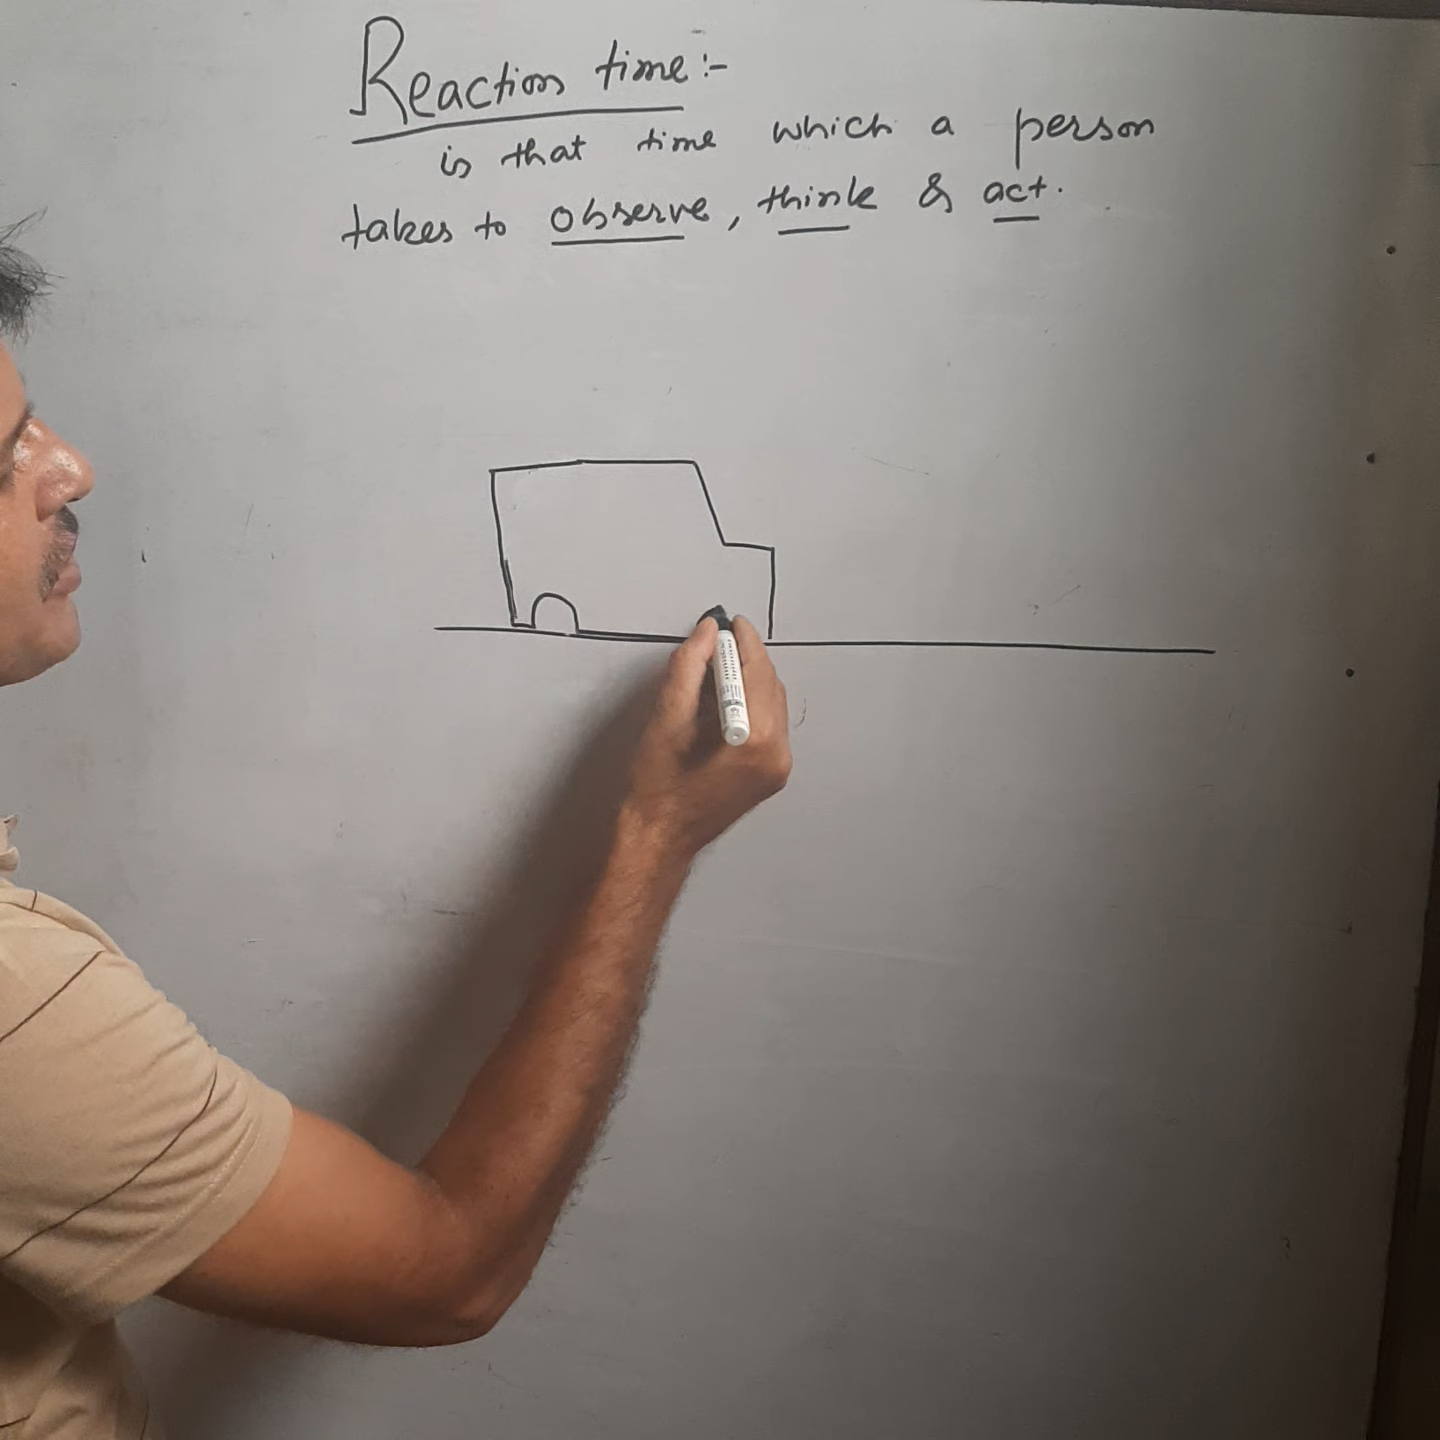 Reaction time:-
is that time which a person
takes to observe, think & act.